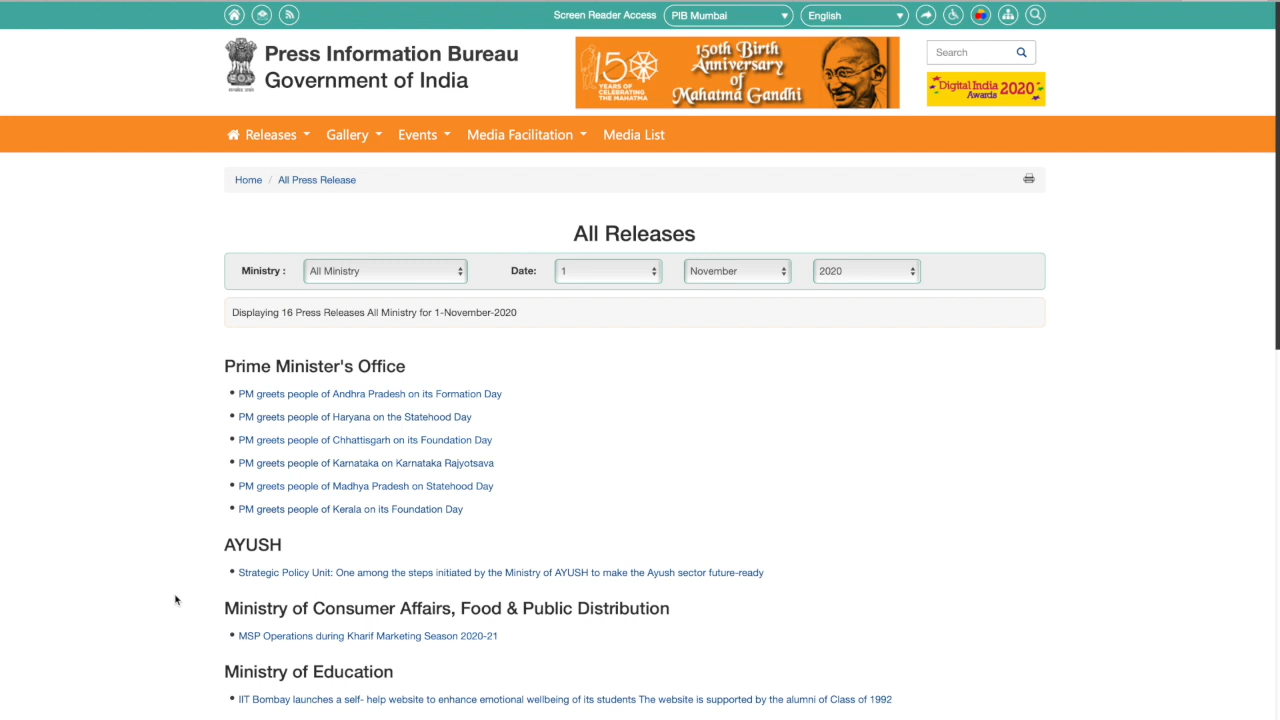 Screen Reader Access PIB Mumbai English
Press Information Bureau
Government of India
150 YEARS OF
CELEBRATING
THE MAHATMA
150th Birth
Anniversary
of
Mahatma Gandhi
Search
Digital India
Awards 2020
Releases Gallery Events Media Facilitation Media List
Home / All Press Release
All Releases
Ministry : All Ministry Date: 1 November 2020
Displaying 16 Press Releases All Ministry for 1-November-2020
Prime Minister's Office
• PM greets people of Andhra Pradesh on its Formation Day
• PM greets people of Haryana on the Statehood Day
• PM greets people of Chhattisgarh on its Foundation Day
• PM greets people of Karnataka on Karnataka Rajyotsava
• PM greets people of Madhya Pradesh on Statehood Day
• PM greets people of Kerala on its Foundation Day
AYUSH
• Strategic Policy Unit: One among the steps initiated by the Ministry of AYUSH to make the Ayush sector future-ready
Ministry of Consumer Affairs, Food & Public Distribution
• MSP Operations during Kharif Marketing Season 2020-21
Ministry of Education
• IIT Bombay launches a self- help website to enhance emotional wellbeing of its students The website is supported by the alumni of Class of 1992